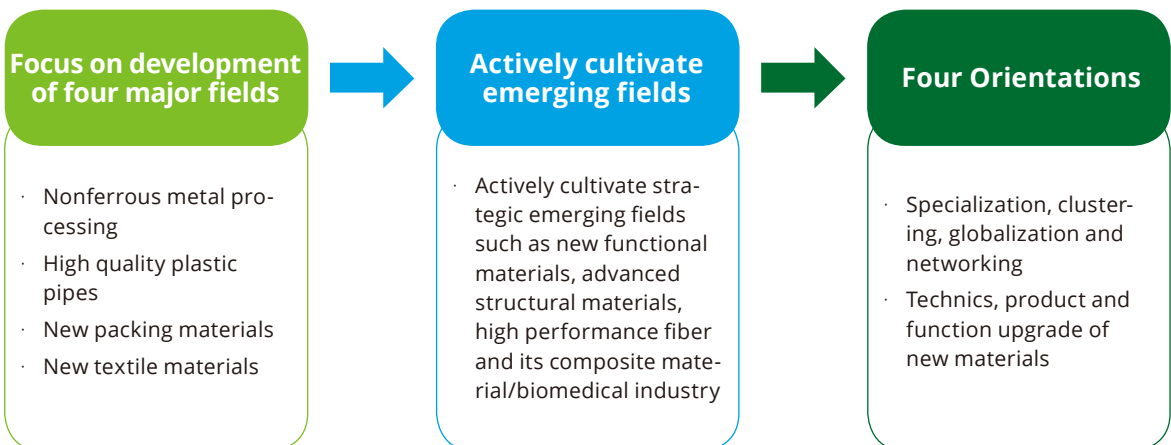 Focus on development
of four major fields
· Nonferrous metal pro-
cessing
· High quality plastic
pipes
· New packing materials
· New textile materials
Actively cultivate
emerging fields
· Actively cultivate stra-
tegic emerging fields
such as new functional
materials, advanced
structural materials,
high performance fiber
and its composite mate-
rial/biomedical industry
Four Orientations
· Specialization, cluster-
ing, globalization and
networking
· Technics, product and
function upgrade of
new materials